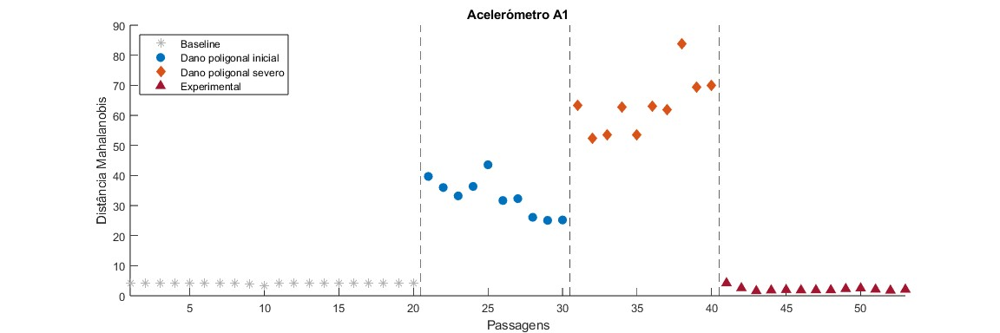 Acelerómetro A1
90
80
70
60
50
40
30
20
10
0
Distância Mahalanobis
Baseline
Dano poligonal inicial
Dano poligonal severo
Experimental
5 10 15 20 25 30 35 40 45 50
Passagens